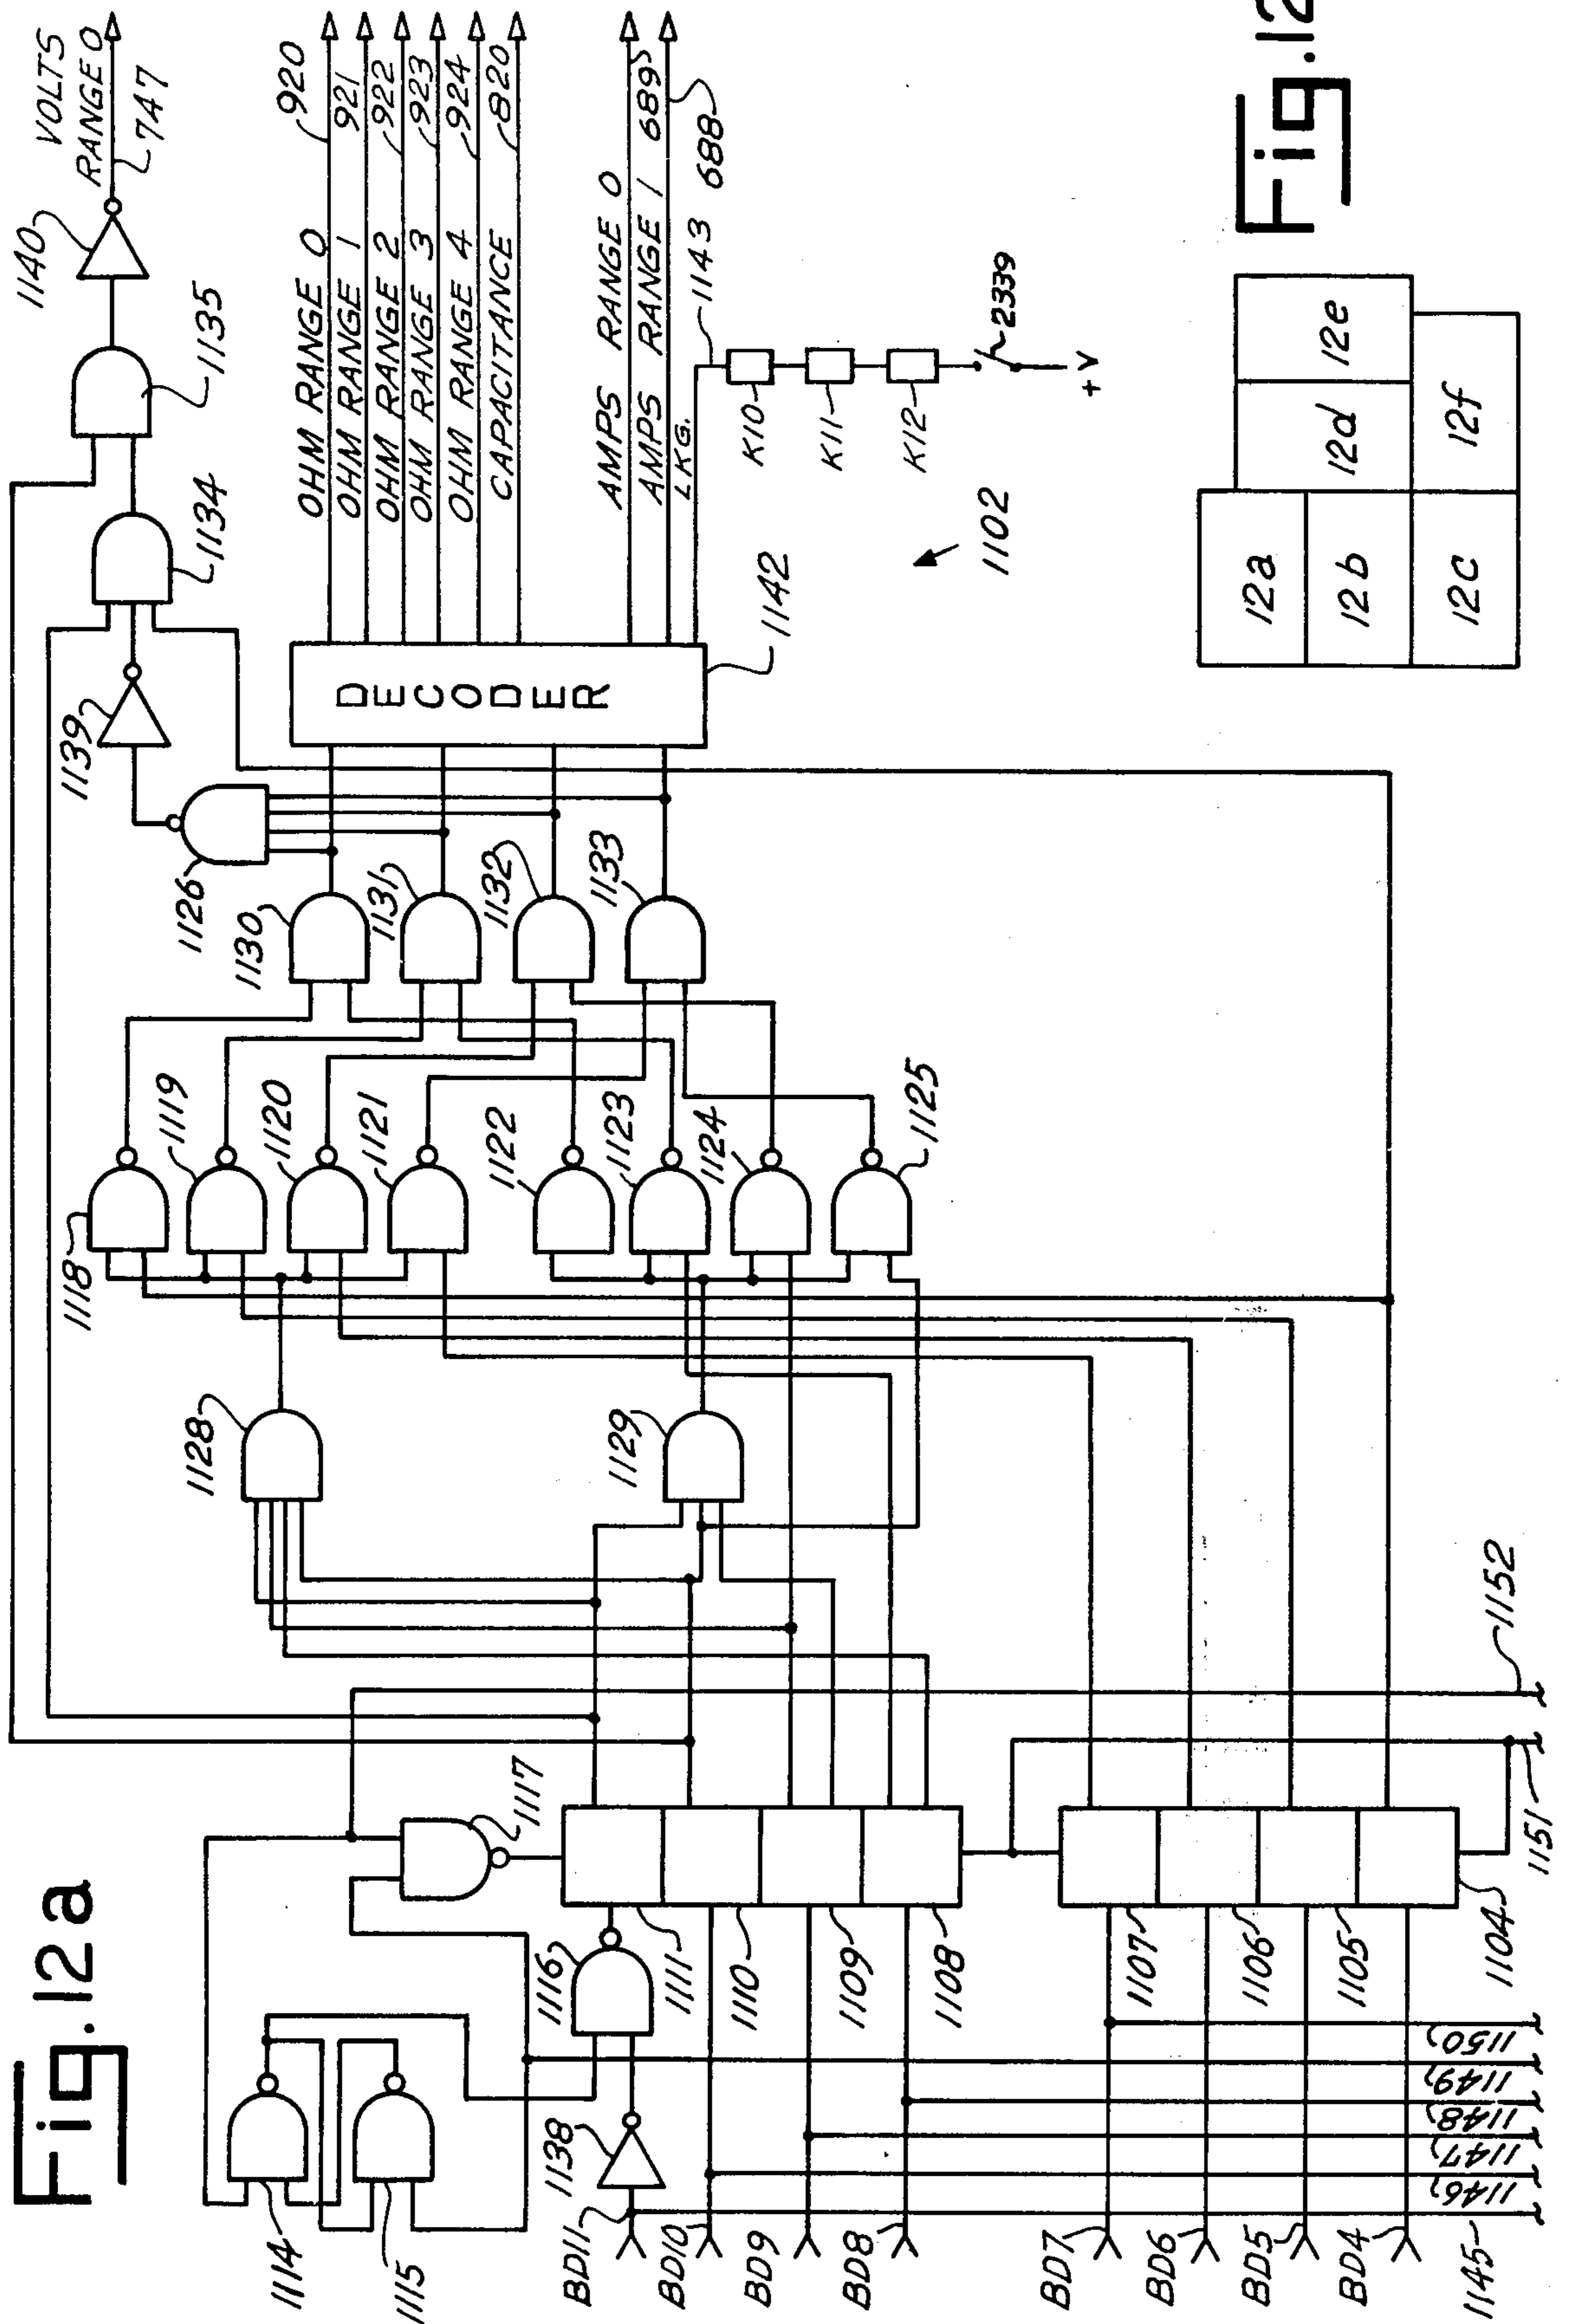 Fig.12a
1114
1115
1138
1116
1117
BD11
BD10
BD9
BD8
BD7
BD6
BD5
BD4
1111
1110
1109
1108
1107
1106
1105
1104
1145
1146
1147
1148
1149
1150
1151
1152
1128
1129
1118
1119
1120
1121
1122
1123
1124
1125
1126
1130
1131
1132
1133
1139
1134
1135
1140
VOLTS
RANGE 0
747
DECODER
1142
OHM RANGE 0
920
OHM RANGE 1
921
OHM RANGE 2
922
OHM RANGE 3
923
OHM RANGE 4
924
CAPACITANCE
820
AMPS RANGE 0
689
AMPS RANGE 1
688
LKG.
1143
K10
K11
K12
2339
+V
1102
12a
12b
12c
12d
12e
12f
Fig.12